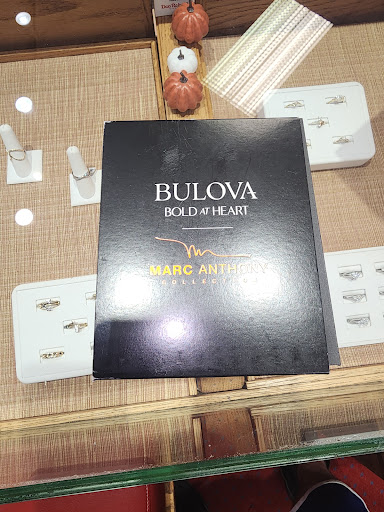 BULOVA
BOLD AT HEART
MARC ANTHONY
COLLECTION